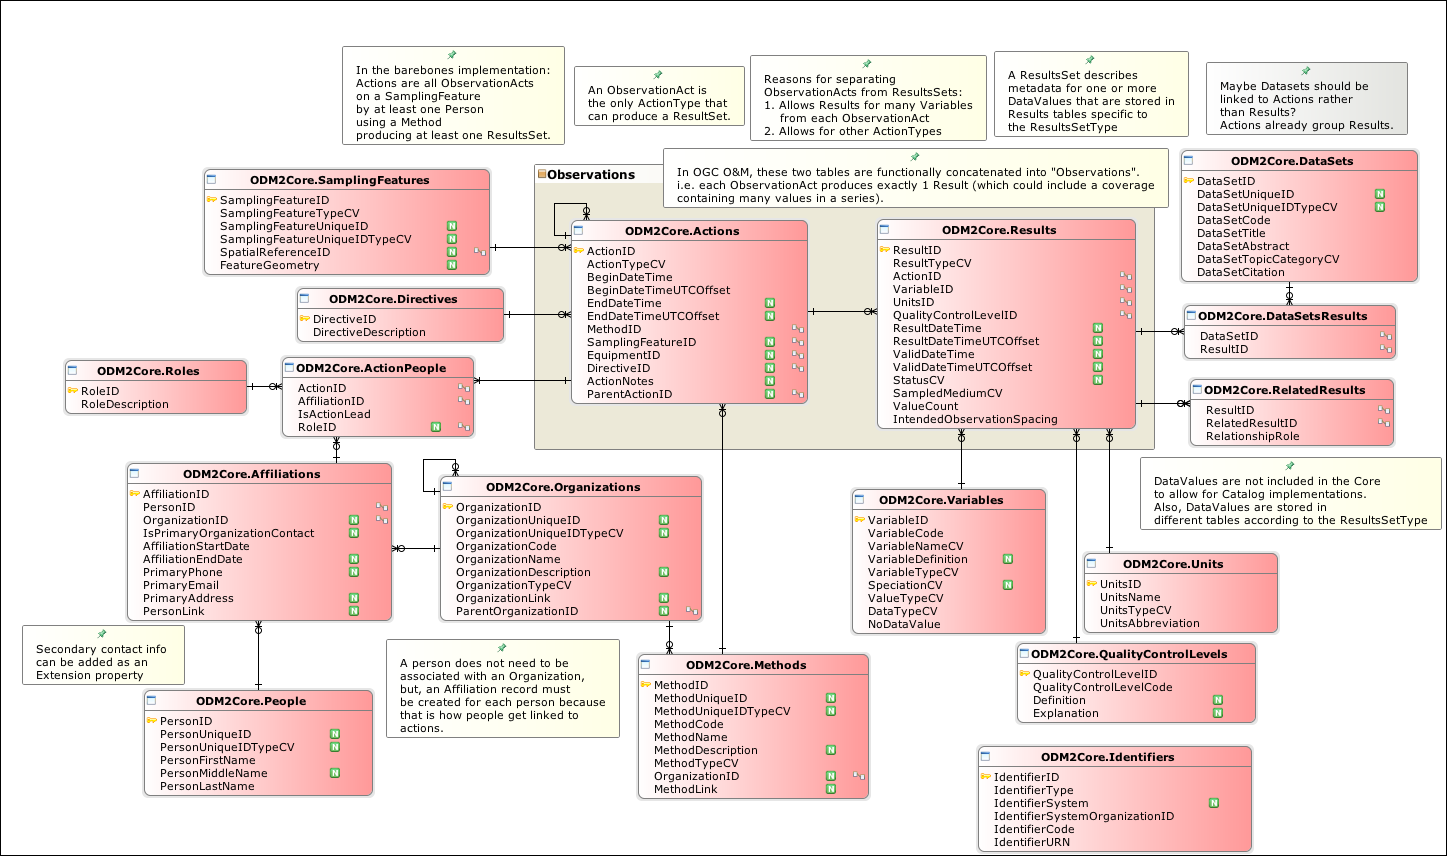 In the barebones implementation:
Actions are all ObservationActs
on a SamplingFeature
by at least one Person
using a Method
producing at least one ResultsSet.
An ObservationAct is
the only ActionType that
can produce a ResultSet.
Reasons for separating
ObservationActs from ResultsSets:
1. Allows Results for many Variables
from each ObservationAct
2. Allows for other ActionTypes
A ResultsSet describes
metadata for one or more
DataValues that are stored in
Results tables specific to
the ResultsSetType
Maybe Datasets should be
linked to Actions rather
than Results?
Actions already group Results.
Observations
In OGC O&M, these two tables are functionally concatenated into "Observations".
i.e. each ObservationAct produces exactly 1 Result (which could include a coverage
containing many values in a series).
ODM2Core.SamplingFeatures
SamplingFeatureID
SamplingFeatureTypeCV
SamplingFeatureUniqueID N
SamplingFeatureUniqueIDTypeCV N
SpatialReferenceID N
FeatureGeometry N
ODM2Core.Actions
ActionID
ActionTypeCV
BeginDateTime
BeginDateTimeUTCOffset
EndDateTime N
EndDateTimeUTCOffset N
MethodID
SamplingFeatureID N
EquipmentID N
DirectiveID N
ActionNotes N
ParentActionID N
ODM2Core.Results
ResultID
ResultTypeCV
ActionID
VariableID
UnitsID
QualityControlLevelID
ResultDateTime N
ResultDateTimeUTCOffset N
ValidDateTime N
ValidDateTimeUTCOffset N
StatusCV N
SampledMediumCV
ValueCount
IntendedObservationSpacing
ODM2Core.DataSets
DataSetID
DataSetUniqueID N
DataSetUniqueIDTypeCV N
DataSetCode
DataSetTitle
DataSetAbstract
DataSetTopicCategoryCV
DataSetCitation
ODM2Core.Directives
DirectiveID
DirectiveDescription
ODM2Core.DataSetsResults
DataSetID
ResultID
ODM2Core.Roles
RoleID
RoleDescription
ODM2Core.ActionPeople
ActionID
AffiliationID
IsActionLead
RoleID N
ODM2Core.RelatedResults
ResultID
RelatedResultID
RelationshipRole
DataValues are not included in the Core
to allow for Catalog implementations.
Also, DataValues are stored in
different tables according to the ResultsSetType
ODM2Core.Affiliations
AffiliationID
PersonID
OrganizationID N
IsPrimaryOrganizationContact N
AffiliationStartDate
AffiliationEndDate N
PrimaryPhone N
PrimaryEmail
PrimaryAddress N
PersonLink N
ODM2Core.Organizations
OrganizationID
OrganizationUniqueID N
OrganizationUniqueIDTypeCV N
OrganizationCode
OrganizationName
OrganizationDescription N
OrganizationTypeCV
OrganizationLink N
ParentOrganizationID N
ODM2Core.Variables
VariableID
VariableCode
VariableNameCV
VariableDefinition N
VariableTypeCV
SpeciationCV N
ValueTypeCV
DataTypeCV
NoDataValue
ODM2Core.Units
UnitsID
UnitsName
UnitsTypeCV
UnitsAbbreviation
Secondary contact info
can be added as an
Extension property
A person does not need to be
associated with an Organization,
but, an Affiliation record must
be created for each person because
that is how people get linked to
actions.
ODM2Core.People
PersonID
PersonUniqueID N
PersonUniqueIDTypeCV N
PersonFirstName
PersonMiddleName N
PersonLastName
ODM2Core.Methods
MethodID
MethodUniqueID N
MethodUniqueIDTypeCV N
MethodCode
MethodName
MethodDescription N
MethodTypeCV
OrganizationID N
MethodLink N
ODM2Core.QualityControlLevels
QualityControlLevelID
QualityControlLevelCode
Definition N
Explanation N
ODM2Core.Identifiers
IdentifierID
IdentifierType
IdentifierSystem N
IdentifierSystemOrganizationID
IdentifierCode
IdentifierURN